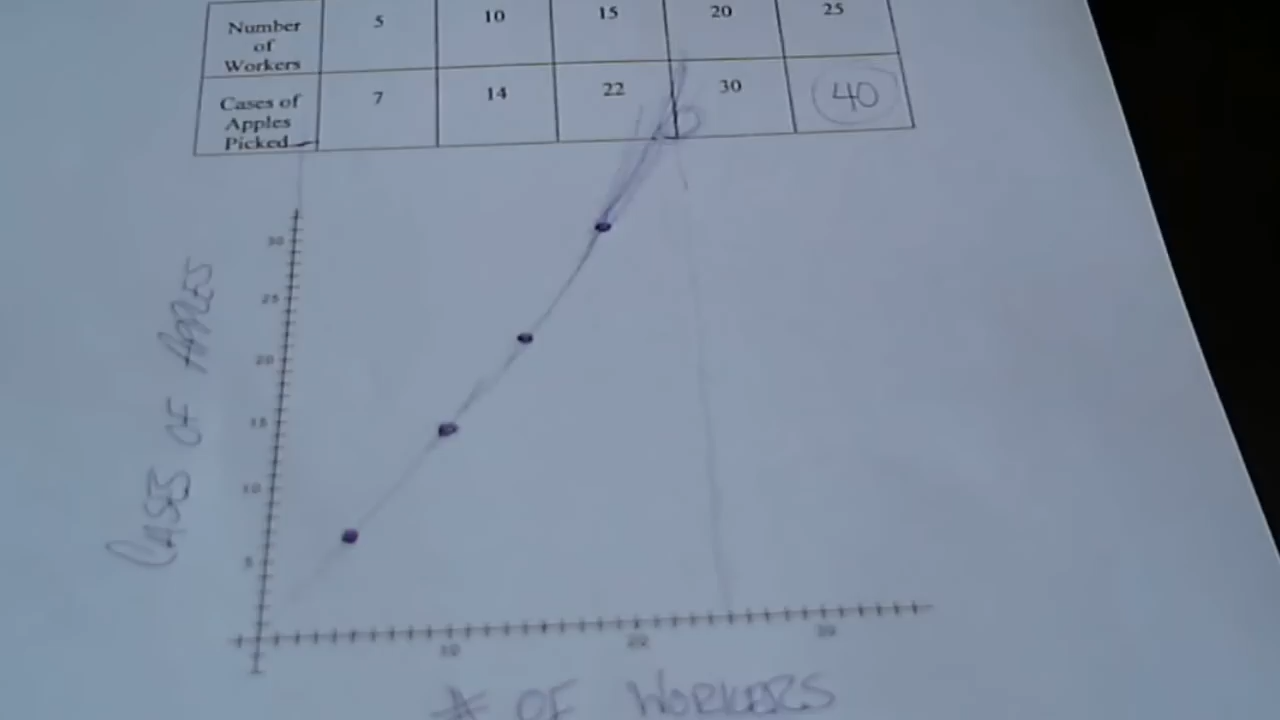 Number of Workers 5 10 15 20 25
Cases of Apples Picked 7 14 22 30 40
30
25
20
15
10
5
10 20 30
CASES OF APPLES
# OF WORKERS